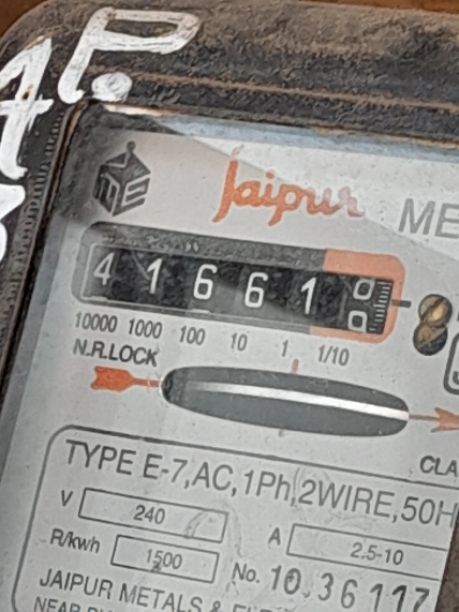 P.
JME
Jaipur ME
4 1 6 6 1
10000 1000 100 10 1 1/10
N.R.LOCK
CLA
TYPE E-7,AC,1Ph,2WIRE,50H
V 240 A 2.5-10
R/kwh 1500 No. 10.36117
JAIPUR METALS &